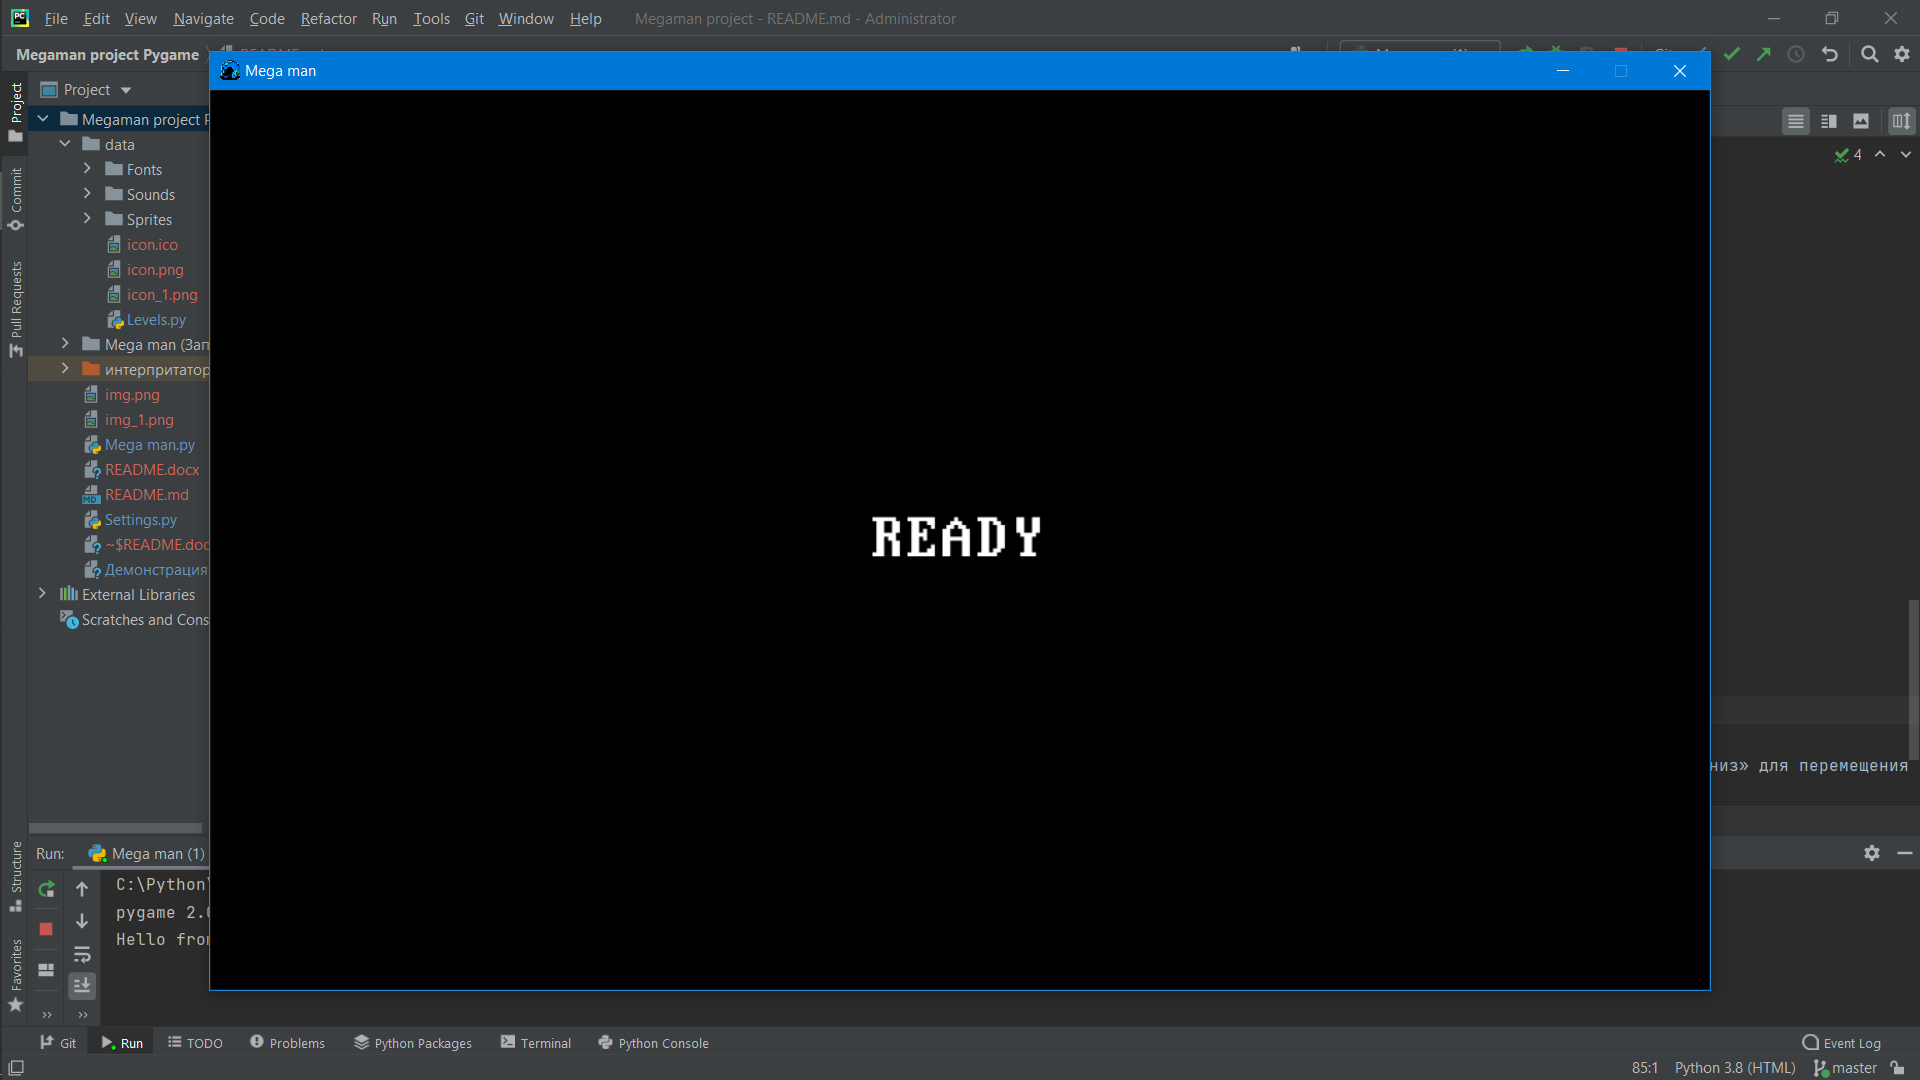 File Edit View Navigate Code Refactor Run Tools Git Window Help Megaman project - README.md - Administrator
Megaman project Pygame
Mega man
Project
Megaman project
data
Fonts
Sounds
Sprites
icon.ico
icon.png
icon_1.png
Levels.py
Mega man (Зап
интерпритатор
img.png
img_1.png
Mega man.py
README.docx
README.md
Settings.py
~$README.doc
Демонстрация
External Libraries
Scratches and Cons
Project
Commit
Pull Requests
Structure
Favorites
4
READY
низ» для перемещения
Run: Mega man (1)
C:\Python\
pygame 2.
Hello from
Git Run TODO Problems Python Packages Terminal Python Console Event Log
85:1 Python 3.8 (HTML) master